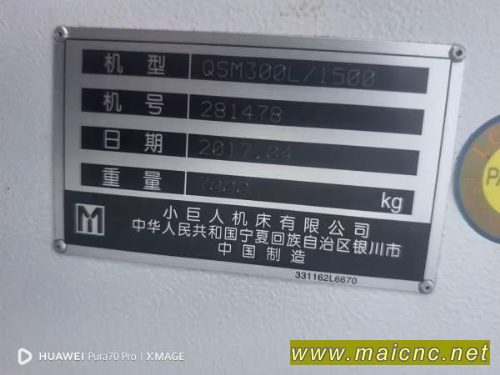 机型 QSM300L/1500
机号 281478
日期 2017.04
重量 7000 kg
小巨人机床有限公司
中华人民共和国宁夏回族自治区银川市
中国制造
331162L6670
HUAWEI Pura70 Pro | XMAGE
www.maicnc.net